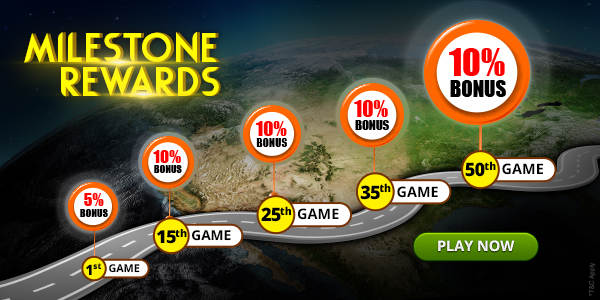 MILESTONE
REWARDS
5%
BONUS
1st GAME
10%
BONUS
15th GAME
10%
BONUS
25th GAME
10%
BONUS
35th GAME
10%
BONUS
50th GAME
PLAY NOW
*T&C Apply